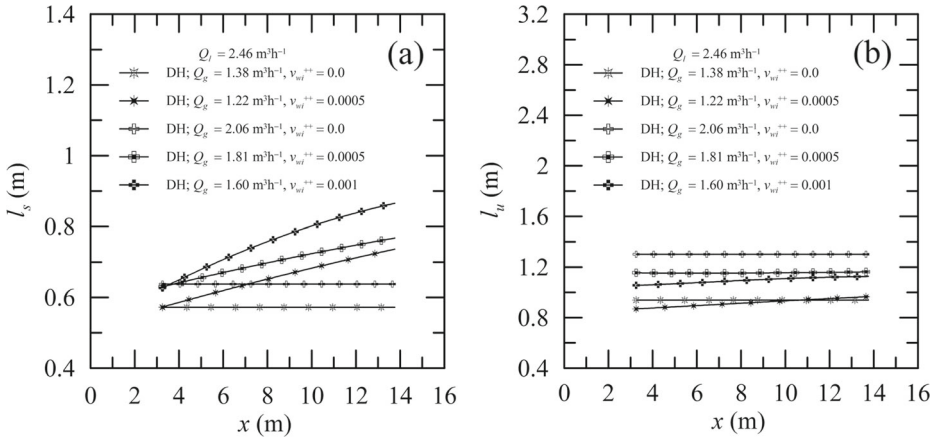 1.4
1.2
1
0.8
0.6
0.4
l_s (m)
0 2 4 6 8 10 12 14 16
x (m)
(a)
Q_l = 2.46 m³h⁻¹
DH; Q_g = 1.38 m³h⁻¹, v_wi⁺⁺ = 0.0
DH; Q_g = 1.22 m³h⁻¹, v_wi⁺⁺ = 0.0005
DH; Q_g = 2.06 m³h⁻¹, v_wi⁺⁺ = 0.0
DH; Q_g = 1.81 m³h⁻¹, v_wi⁺⁺ = 0.0005
DH; Q_g = 1.60 m³h⁻¹, v_wi⁺⁺ = 0.001
3.2
2.8
2.4
2
1.6
1.2
0.8
0.4
l_u (m)
0 2 4 6 8 10 12 14 16
x (m)
(b)
Q_l = 2.46 m³h⁻¹
DH; Q_g = 1.38 m³h⁻¹, v_wi⁺⁺ = 0.0
DH; Q_g = 1.22 m³h⁻¹, v_wi⁺⁺ = 0.0005
DH; Q_g = 2.06 m³h⁻¹, v_wi⁺⁺ = 0.0
DH; Q_g = 1.81 m³h⁻¹, v_wi⁺⁺ = 0.0005
DH; Q_g = 1.60 m³h⁻¹, v_wi⁺⁺ = 0.001